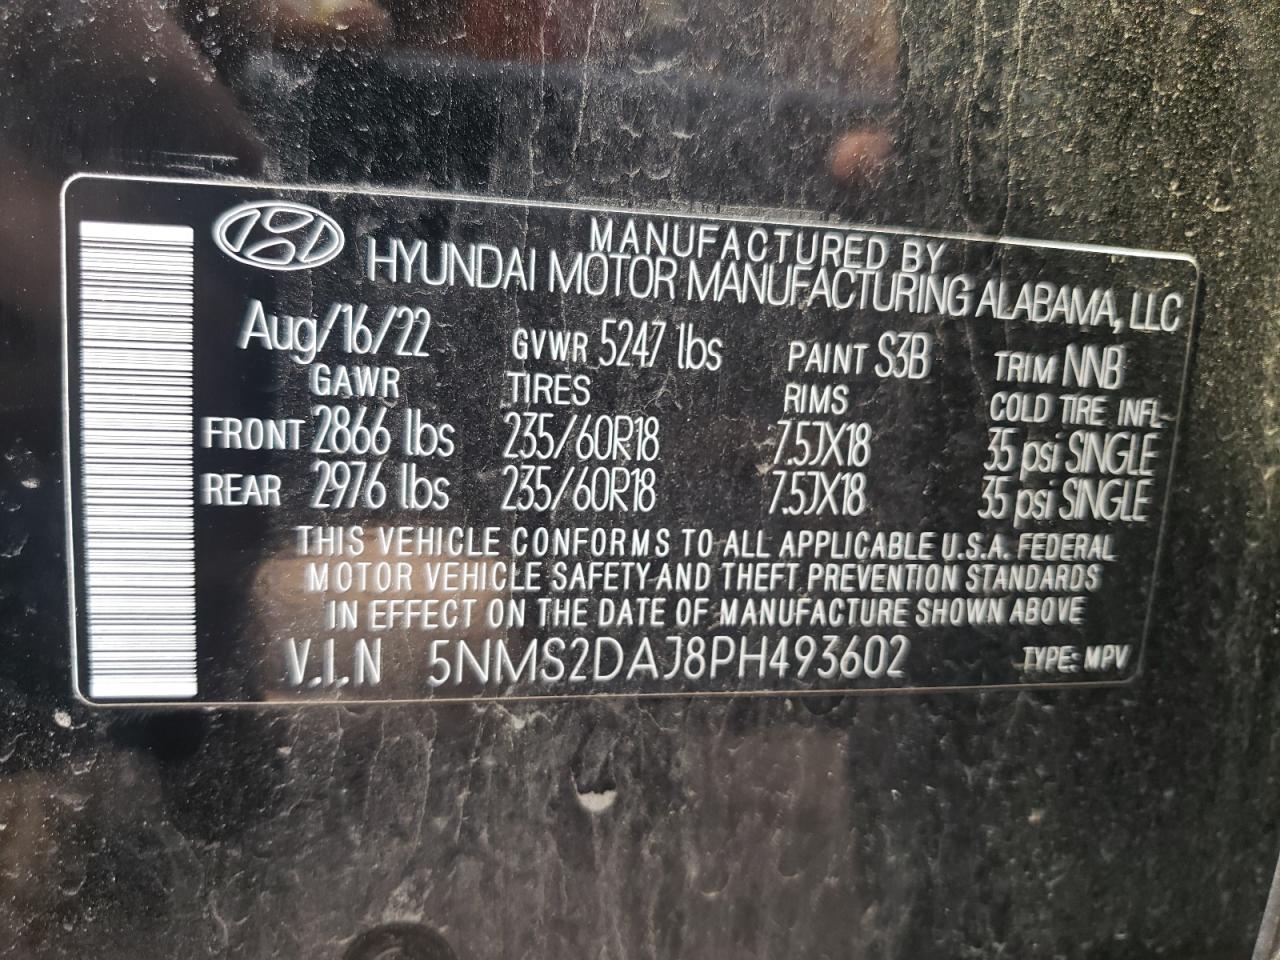 MANUFACTURED BY
HYUNDAI MOTOR MANUFACTURING ALABAMA, LLC
Aug/16/22 GVWR 5247 lbs PAINT S3B TRIM NNB
GAWR TIRES RIMS COLD TIRE INFL-
FRONT 2866 lbs 235/60R18 7.5JX18 35 psi SINGLE
REAR 2976 lbs 235/60R18 7.5JX18 35 psi SINGLE
THIS VEHICLE CONFORMS TO ALL APPLICABLE U.S.A. FEDERAL
MOTOR VEHICLE SAFETY AND THEFT PREVENTION STANDARDS
IN EFFECT ON THE DATE OF MANUFACTURE SHOWN ABOVE
V.I.N 5NMS2DAJ8PH493602 TYPE: MPV